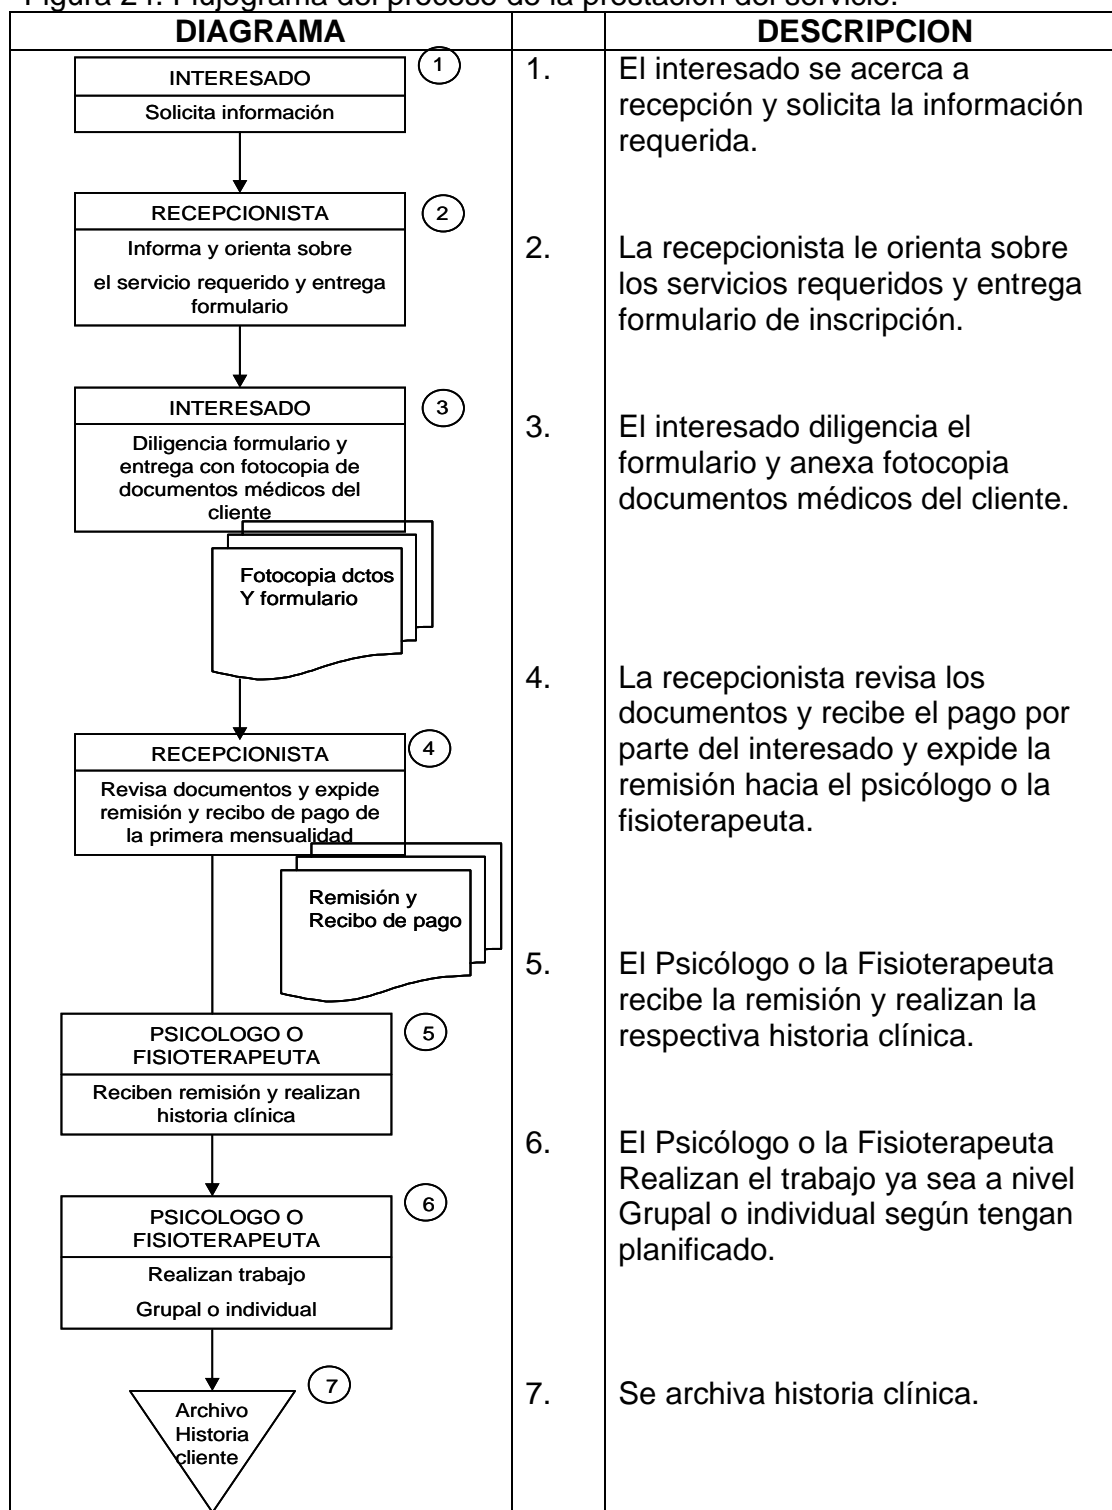 Figura 24. Flujograma del proceso de la prestación del servicio.
DIAGRAMA
DESCRIPCION
INTERESADO
1
Solicita información
1. El interesado se acerca a
recepción y solicita la información
requerida.
RECEPCIONISTA
2
Informa y orienta sobre
el servicio requerido y entrega
formulario
2. La recepcionista le orienta sobre
los servicios requeridos y entrega
formulario de inscripción.
INTERESADO
3
Diligencia formulario y
entrega con fotocopia de
documentos médicos del
cliente
Fotocopia dctos
Y formulario
3. El interesado diligencia el
formulario y anexa fotocopia
documentos médicos del cliente.
RECEPCIONISTA
4
Revisa documentos y expide
remisión y recibo de pago de
la primera mensualidad
Remisión y
Recibo de pago
4. La recepcionista revisa los
documentos y recibe el pago por
parte del interesado y expide la
remisión hacia el psicólogo o la
fisioterapeuta.
PSICOLOGO O
FISIOTERAPEUTA
5
Reciben remisión y realizan
historia clínica
5. El Psicólogo o la Fisioterapeuta
recibe la remisión y realizan la
respectiva historia clínica.
PSICOLOGO O
FISIOTERAPEUTA
6
Realizan trabajo
Grupal o individual
6. El Psicólogo o la Fisioterapeuta
Realizan el trabajo ya sea a nivel
Grupal o individual según tengan
planificado.
7
Archivo
Historia
cliente
7. Se archiva historia clínica.